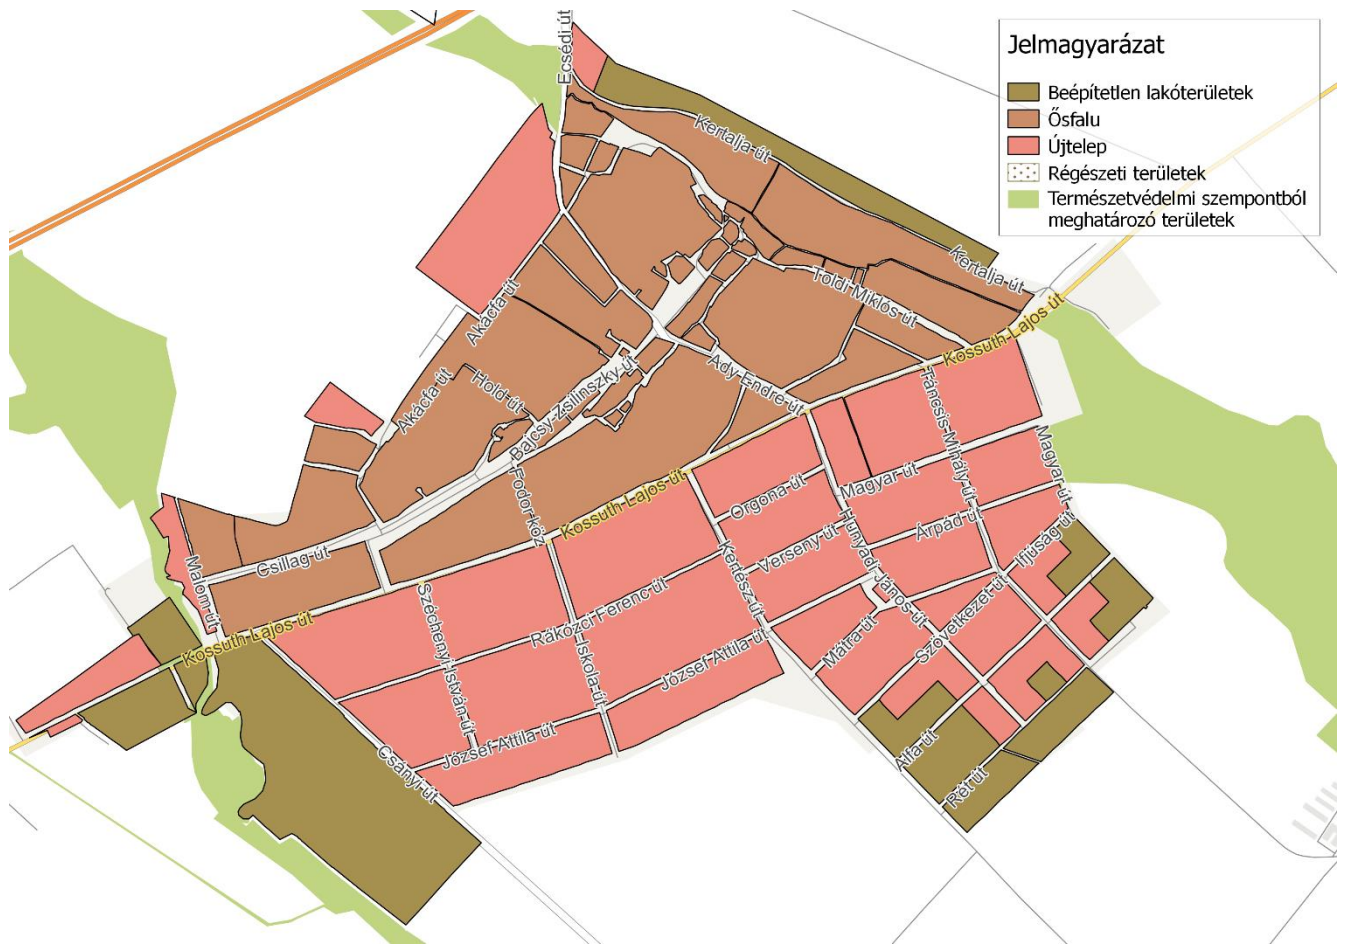 Jelmagyarázat
Beépítetlen lakóterületek
Ősfalu
Újtelep
Régészeti területek
Természetvédelmi szempontból
meghatározó területek
Ecsédi út
Kertalja út
Kertalja út
Toldi Miklós út
Kossuth Lajos út
Akácfa út
Akácfa út
Hold út
Bajcsy-Zsilinszky út
Ady Endre út
Táncsis Mihály út
Magyar út
Magyar út
Fodor köz
Kossuth Lajos út
Orgona út
Verseny út
Hunyadi János út
Árpád út
Ifjúság út
Csillag út
Malom út
Kossuth Lajos út
Széchenyi István út
Rákóczi Ferenc út
Iskola út
Kertész út
József Attila út
Mátra út
Szövetkezet út
József Attila út
Csányi út
Alfa út
Rét út